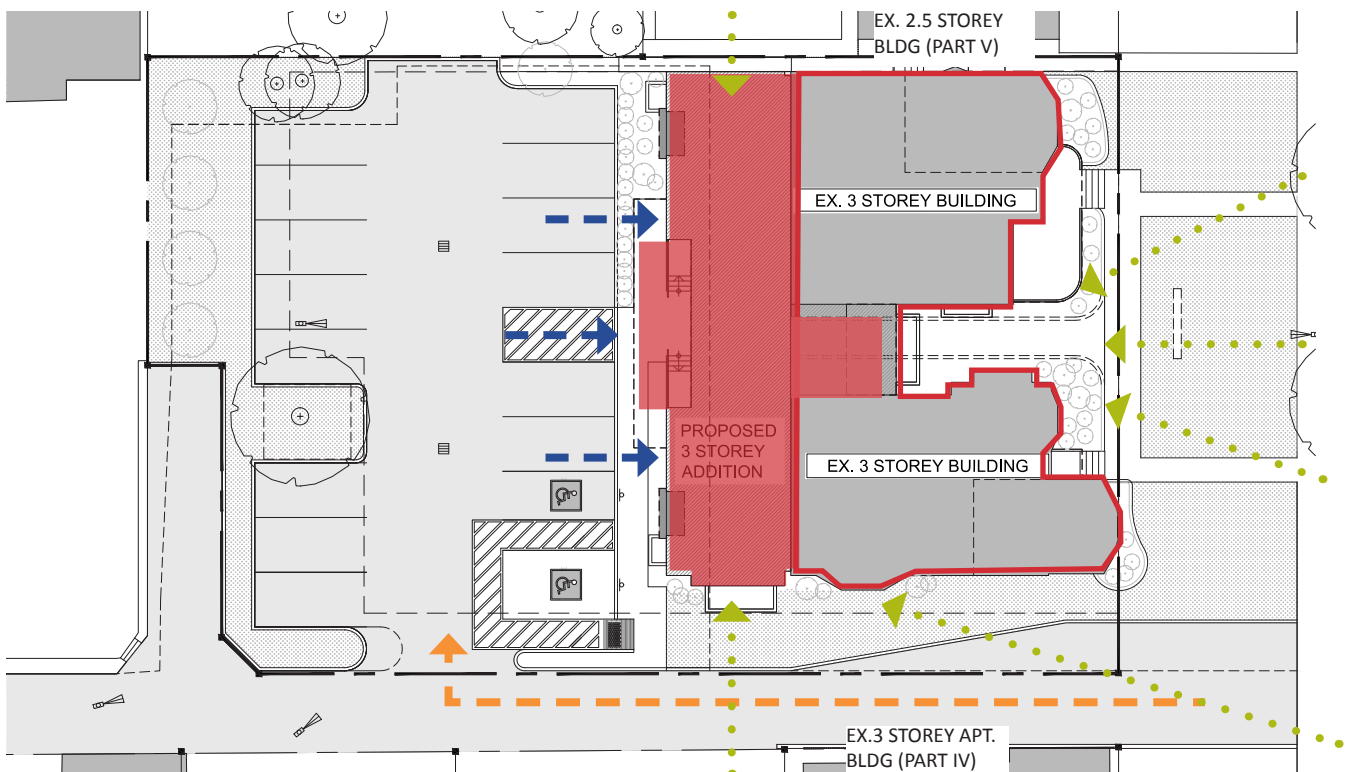 EX. 2.5 STOREY
BLDG (PART V)
EX. 3 STOREY BUILDING
PROPOSED
3 STOREY
ADDITION
EX. 3 STOREY BUILDING
EX.3 STOREY APT.
BLDG (PART IV)